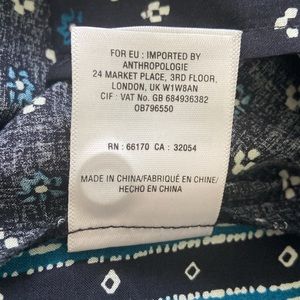 FOR EU : IMPORTED BY
ANTHROPOLOGIE
24 MARKET PLACE, 3RD FLOOR,
LONDON, UK W1W8AN
CIF : VAT No. GB 684936382
OB796550
RN : 66170 CA : 32054
MADE IN CHINA/FABRIQUÉ EN CHINE/
HECHO EN CHINA